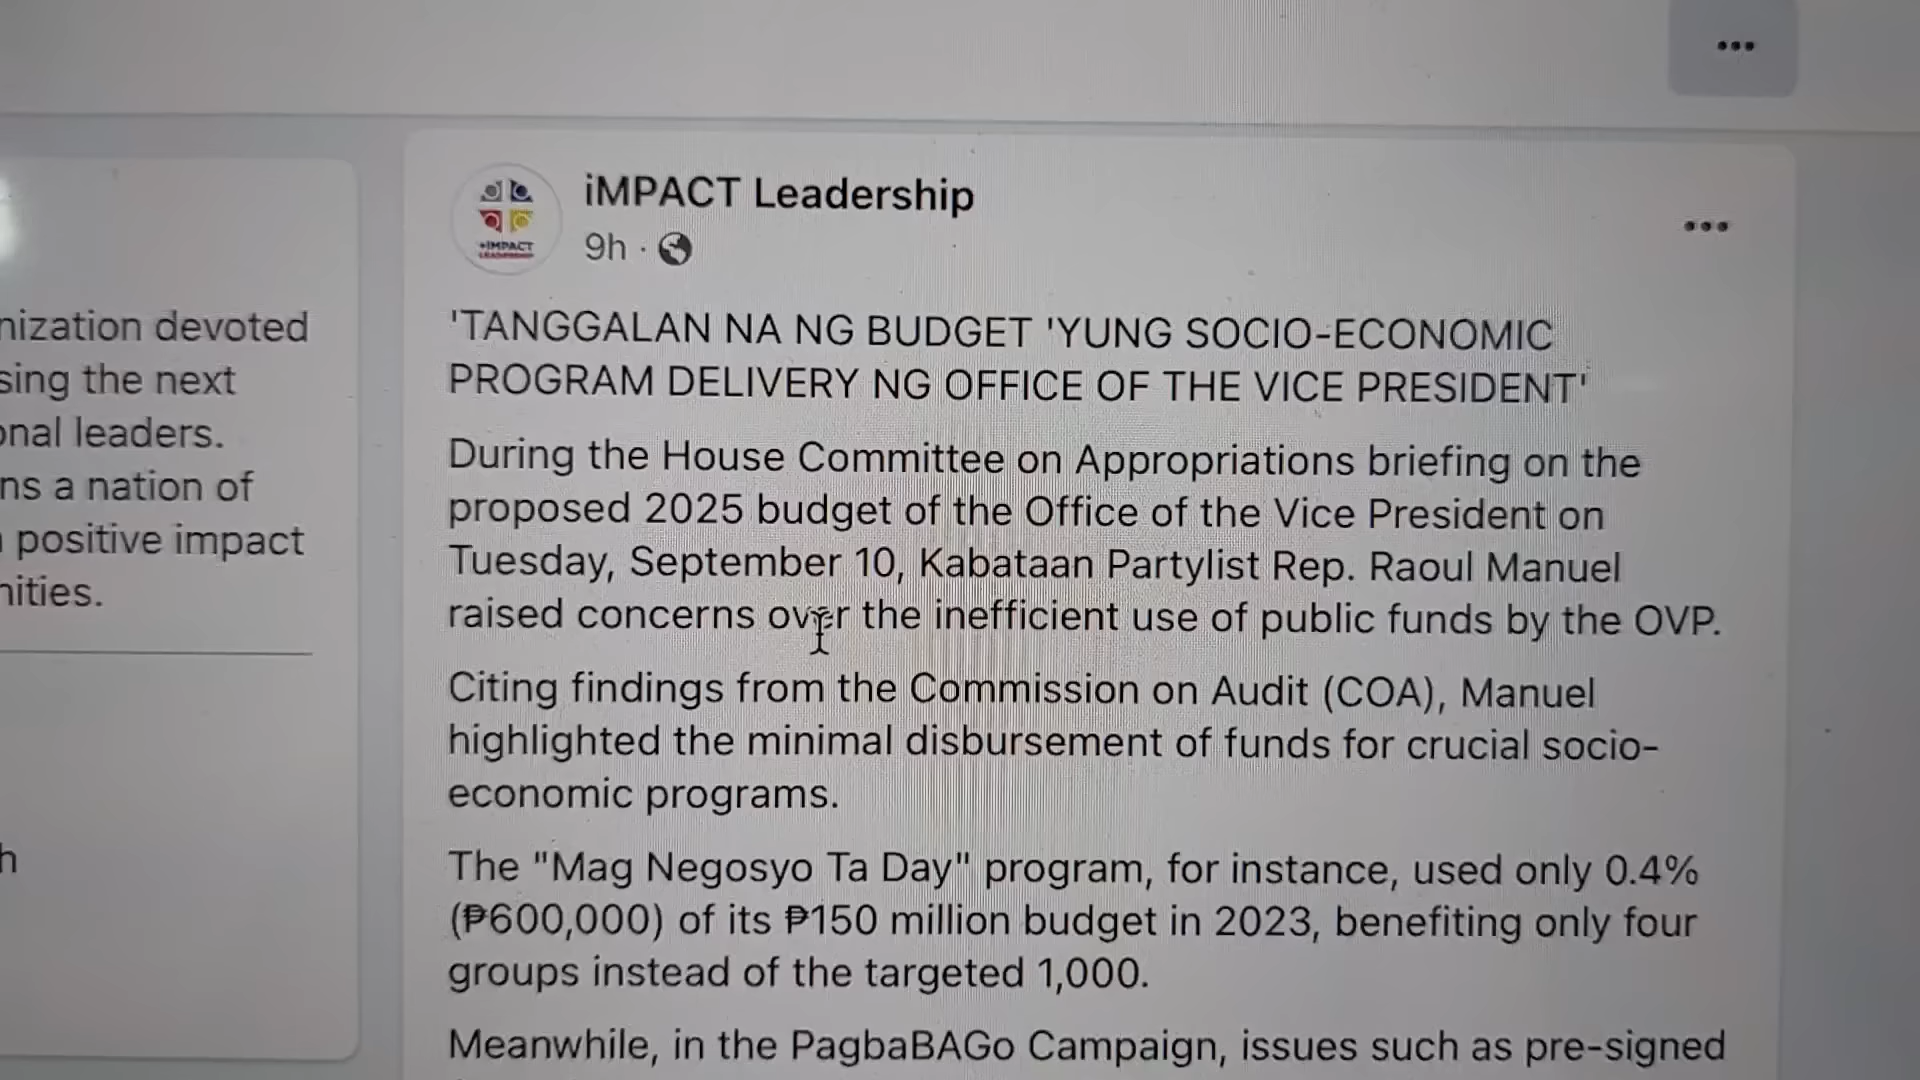 iMPACT Leadership
9h ·
+iMPACT
LEADERSHIP
'TANGGALAN NA NG BUDGET 'YUNG SOCIO-ECONOMIC
PROGRAM DELIVERY NG OFFICE OF THE VICE PRESIDENT'
During the House Committee on Appropriations briefing on the
proposed 2025 budget of the Office of the Vice President on
Tuesday, September 10, Kabataan Partylist Rep. Raoul Manuel
raised concerns over the inefficient use of public funds by the OVP.
Citing findings from the Commission on Audit (COA), Manuel
highlighted the minimal disbursement of funds for crucial socio-
economic programs.
The "Mag Negosyo Ta Day" program, for instance, used only 0.4%
(₱600,000) of its ₱150 million budget in 2023, benefiting only four
groups instead of the targeted 1,000.
Meanwhile, in the PagbaBAGo Campaign, issues such as pre-signed
devoted
the next
leaders.
a nation of
positive impact